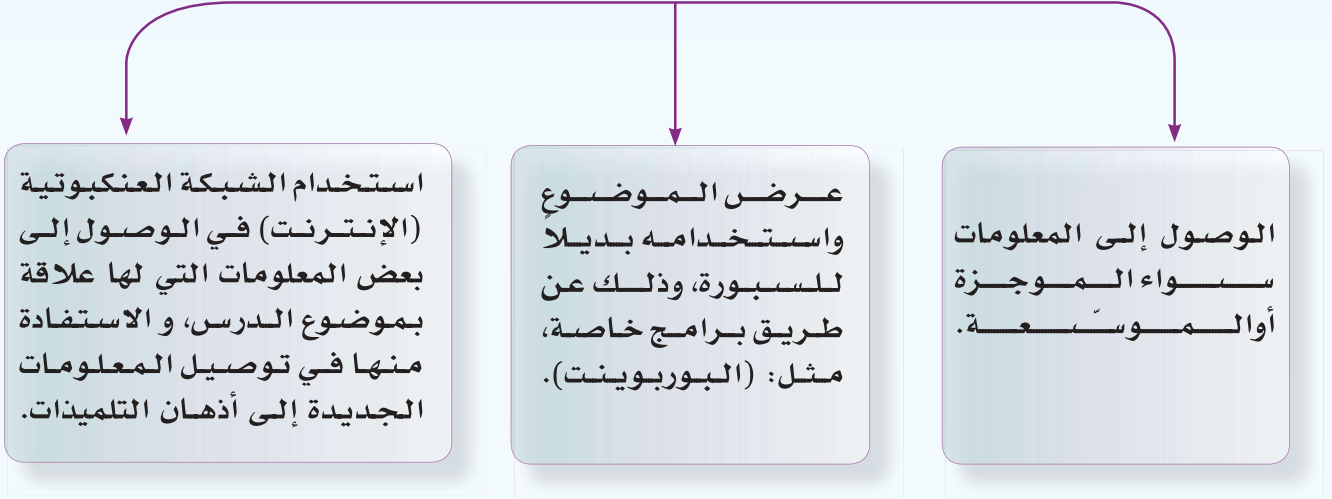 الوصول إلى المعلومات
سواء الموجزة
أوالموسّعة.
عرض الموضوع
واستخدامه بديلاً
للسبورة، وذلك عن
طريق برامج خاصة،
مثل: (البوربوينت).
استخدام الشبكة العنكبوتية
(الإنترنت) في الوصول إلى
بعض المعلومات التي لها علاقة
بموضوع الدرس، و الاستفادة
منها في توصيل المعلومات
الجديدة إلى أذهان التلميذات.